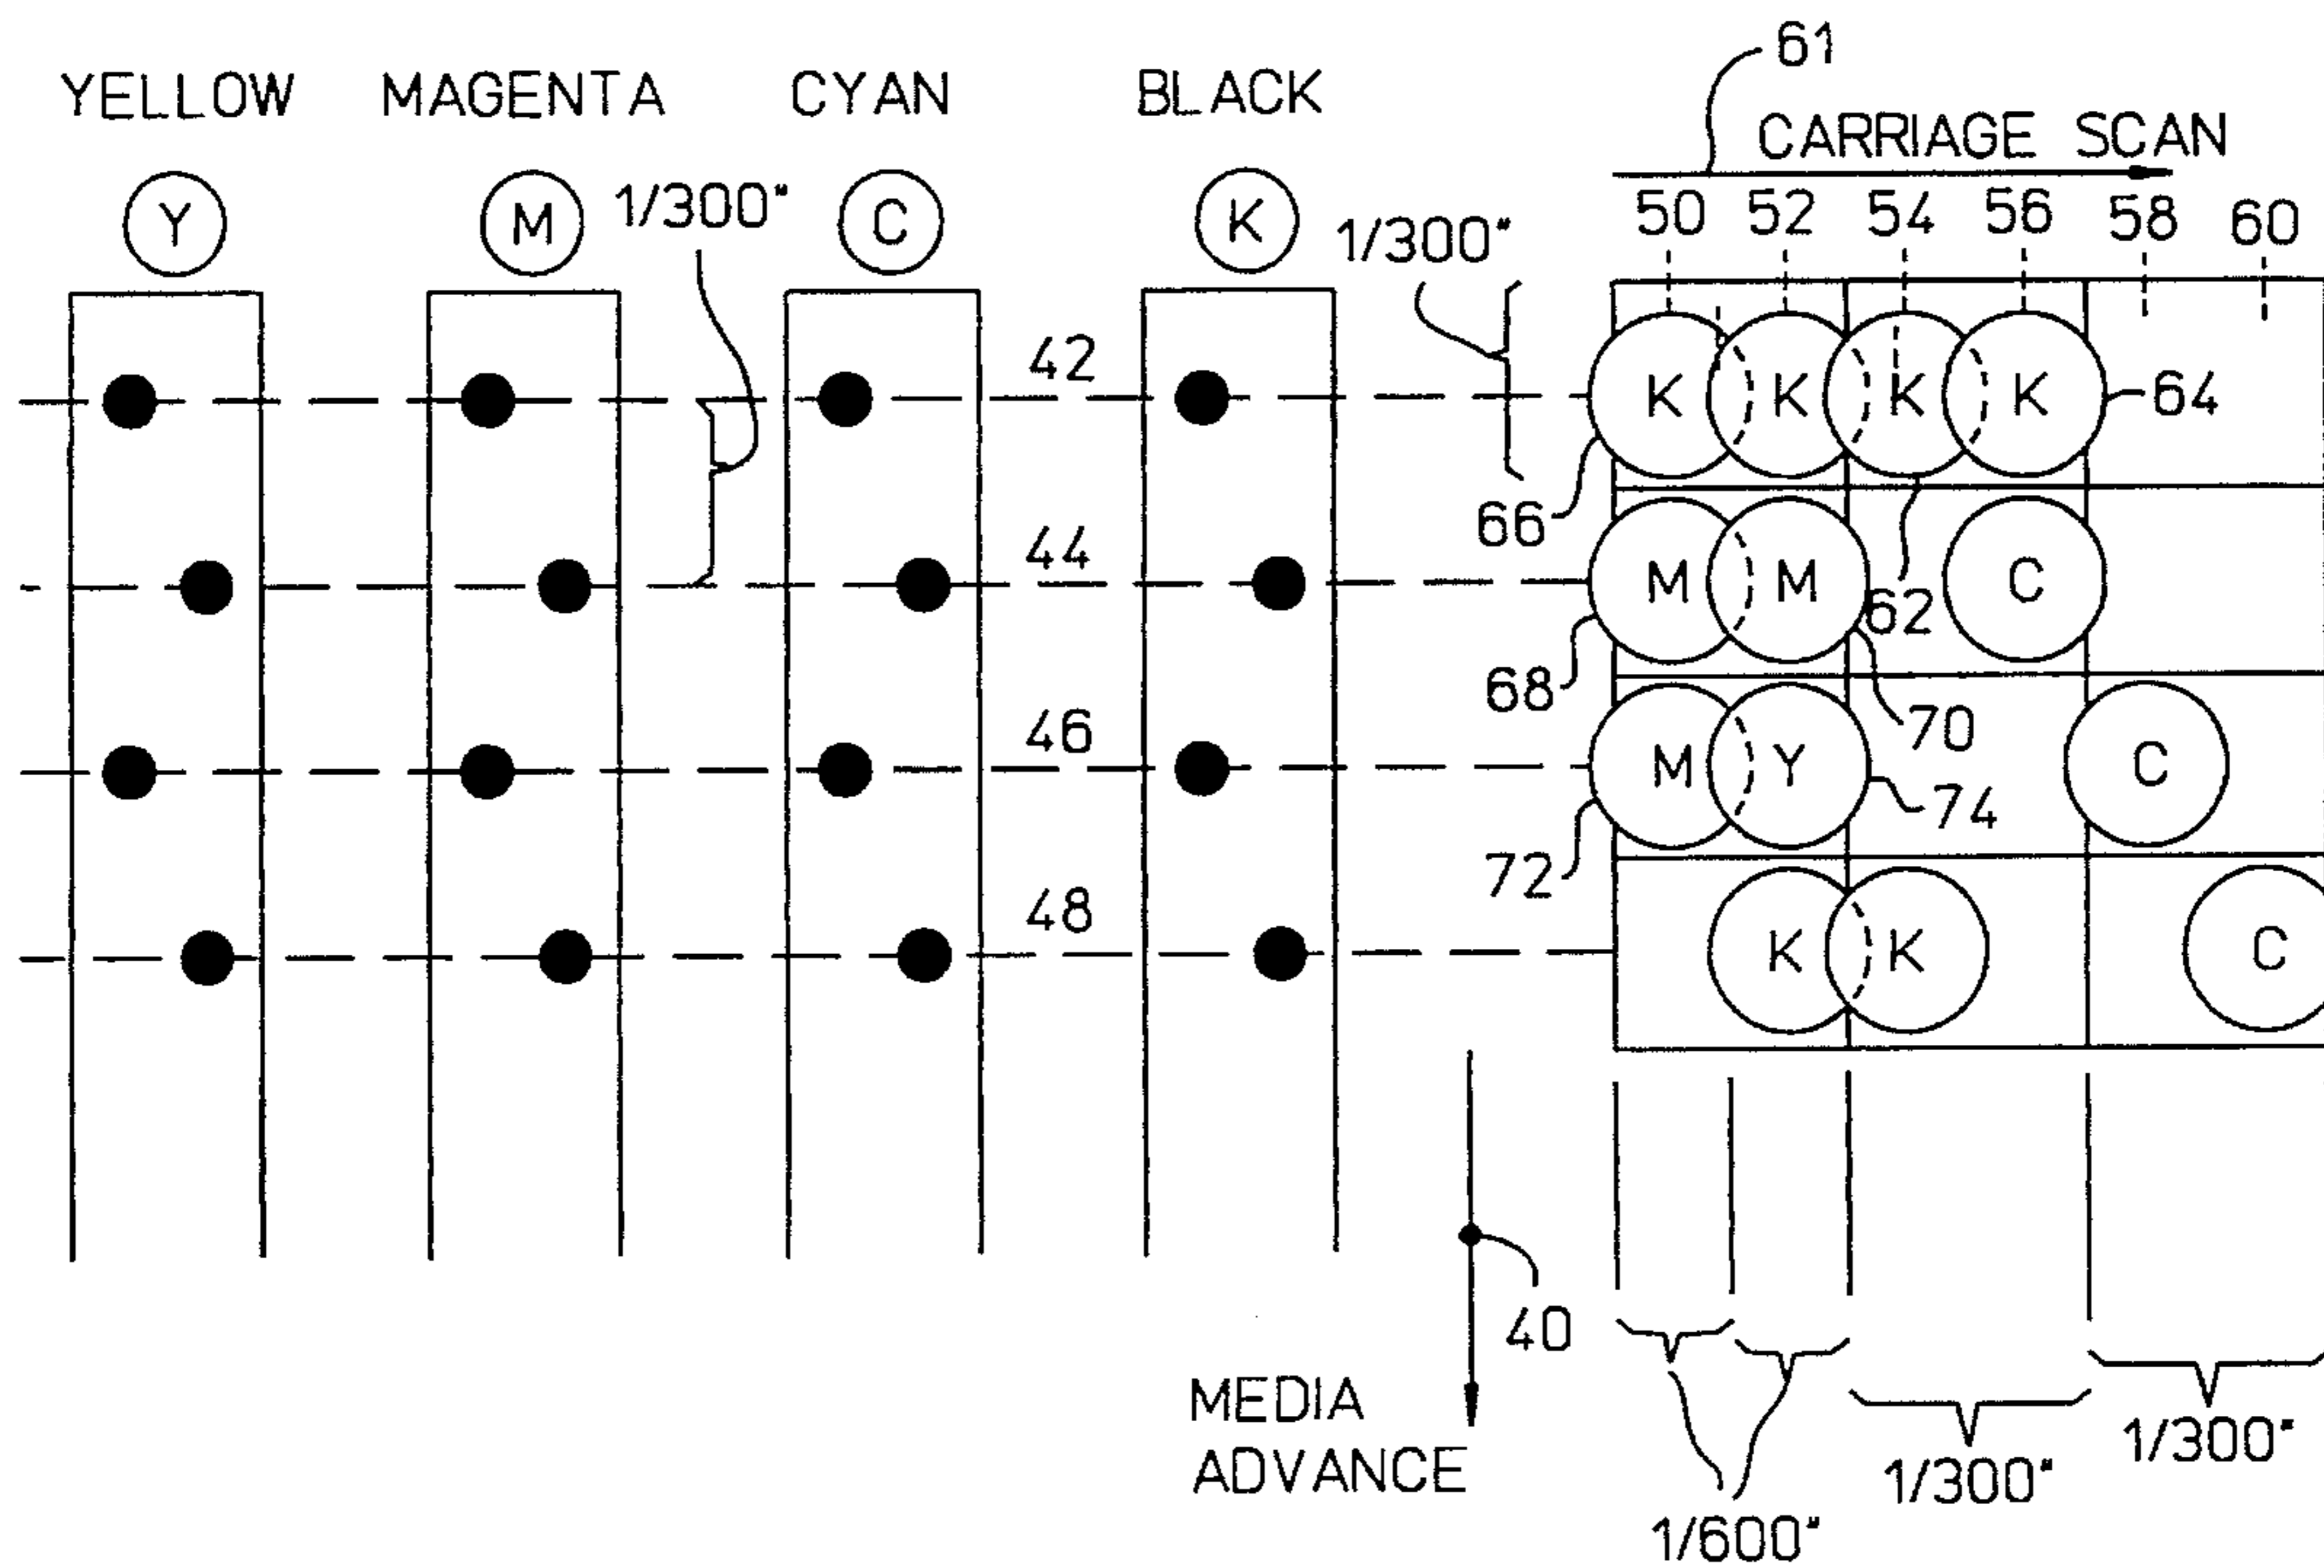 61
YELLOW MAGENTA CYAN BLACK
CARRIAGE SCAN
Y M 1/300" C K 1/300" 50 52 54 56 58 60
42 K K K K 64
66
44 M M 62 C
68 70
46 M Y C
74
72
48 K K C
40
MEDIA
ADVANCE
1/300" 1/300"
1/600"